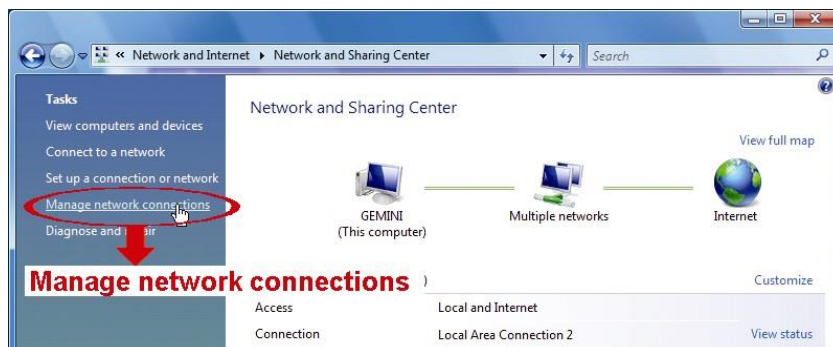 « Network and Internet ▸ Network and Sharing Center
Search
Tasks
View computers and devices
Connect to a network
Set up a connection or network
Manage network connections
Diagnose and
Network and Sharing Center
View full map
GEMINI
(This computer)
Multiple networks
Internet
Manage network connections
)
Customize
Access
Local and Internet
Connection
Local Area Connection 2
View status